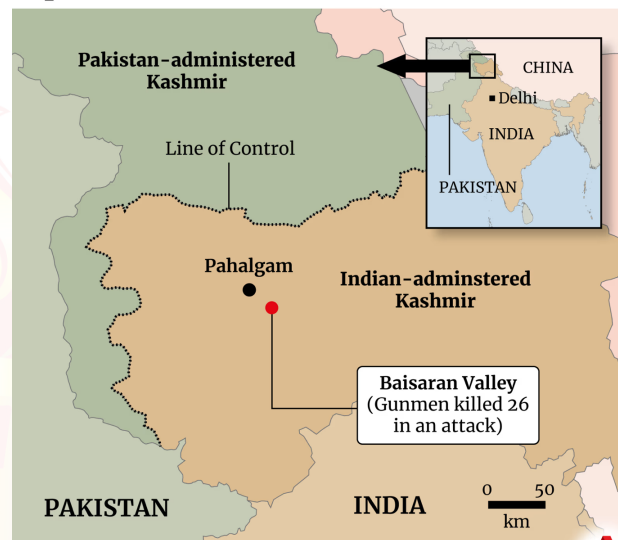 Pakistan-administered
Kashmir
Line of Control
CHINA
Delhi
INDIA
PAKISTAN
Pahalgam
Indian-adminstered
Kashmir
Baisaran Valley
(Gunmen killed 26
in an attack)
PAKISTAN
INDIA
0 50
km